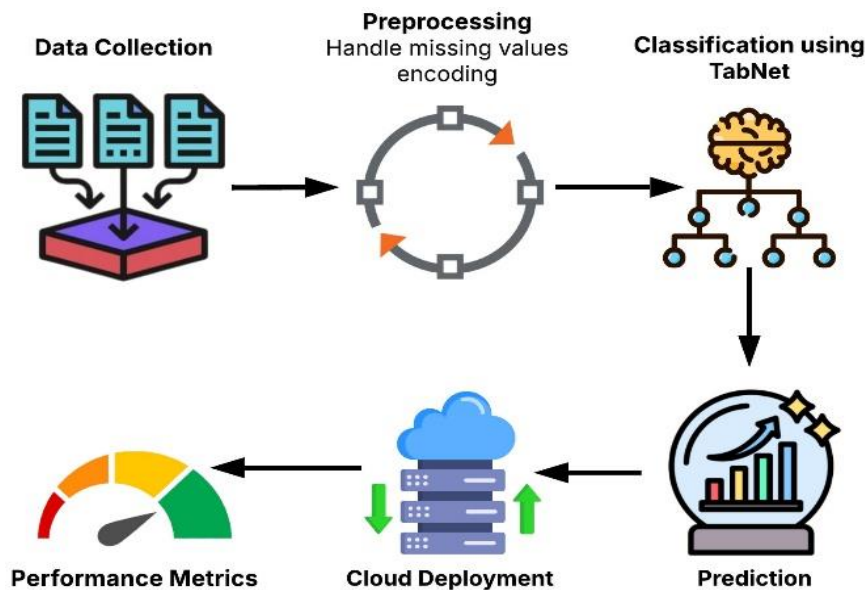 Data Collection
Preprocessing
Handle missing values
encoding
Classification using
TabNet
Performance Metrics
Cloud Deployment
Prediction